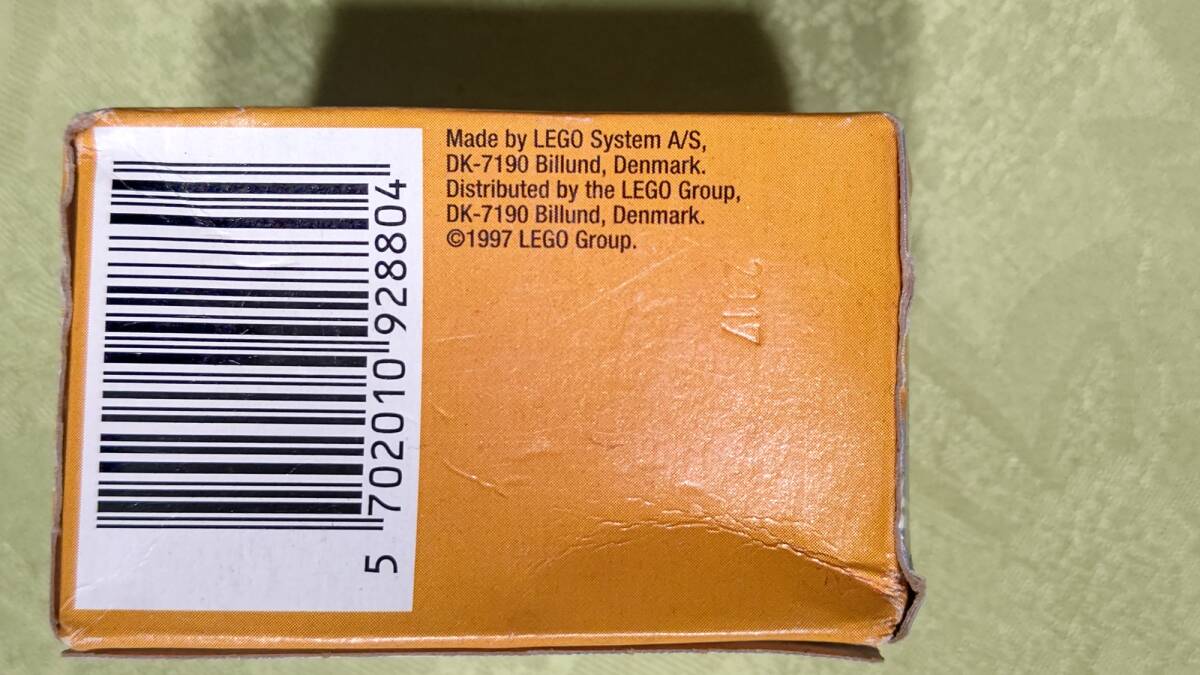 Made by LEGO System A/S,
DK-7190 Billund, Denmark.
Distributed by the LEGO Group,
DK-7190 Billund, Denmark.
©1997 LEGO Group.
5 702010 928804